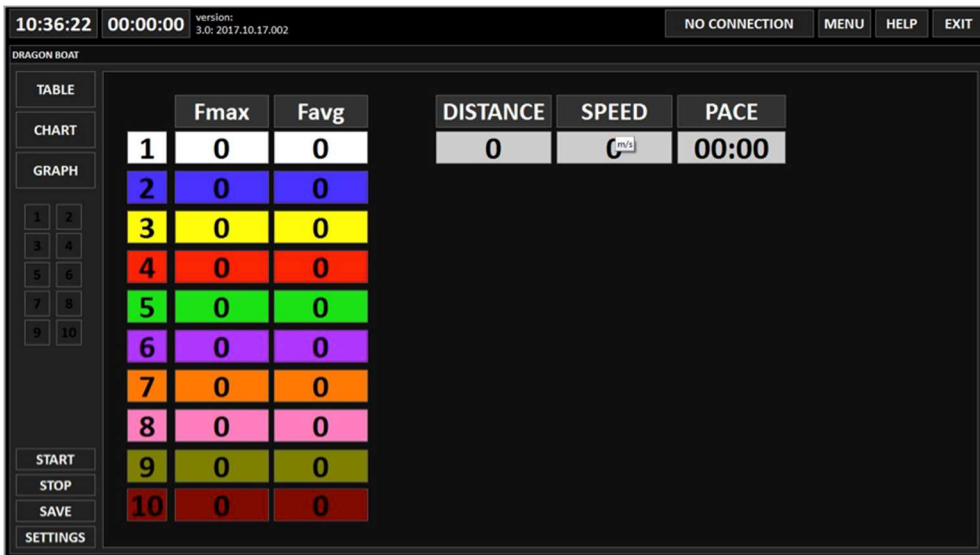 10:36:22 00:00:00 version: 3.0: 2017.10.17.002 NO CONNECTION MENU HELP EXIT
DRAGON BOAT
TABLE
CHART
GRAPH
1 2
3 4
5 6
7 8
9 10
START
STOP
SAVE
SETTINGS
Fmax Favg
1 0 0
2 0 0
3 0 0
4 0 0
5 0 0
6 0 0
7 0 0
8 0 0
9 0 0
10 0 0
DISTANCE SPEED PACE
0 0 m/s 00:00